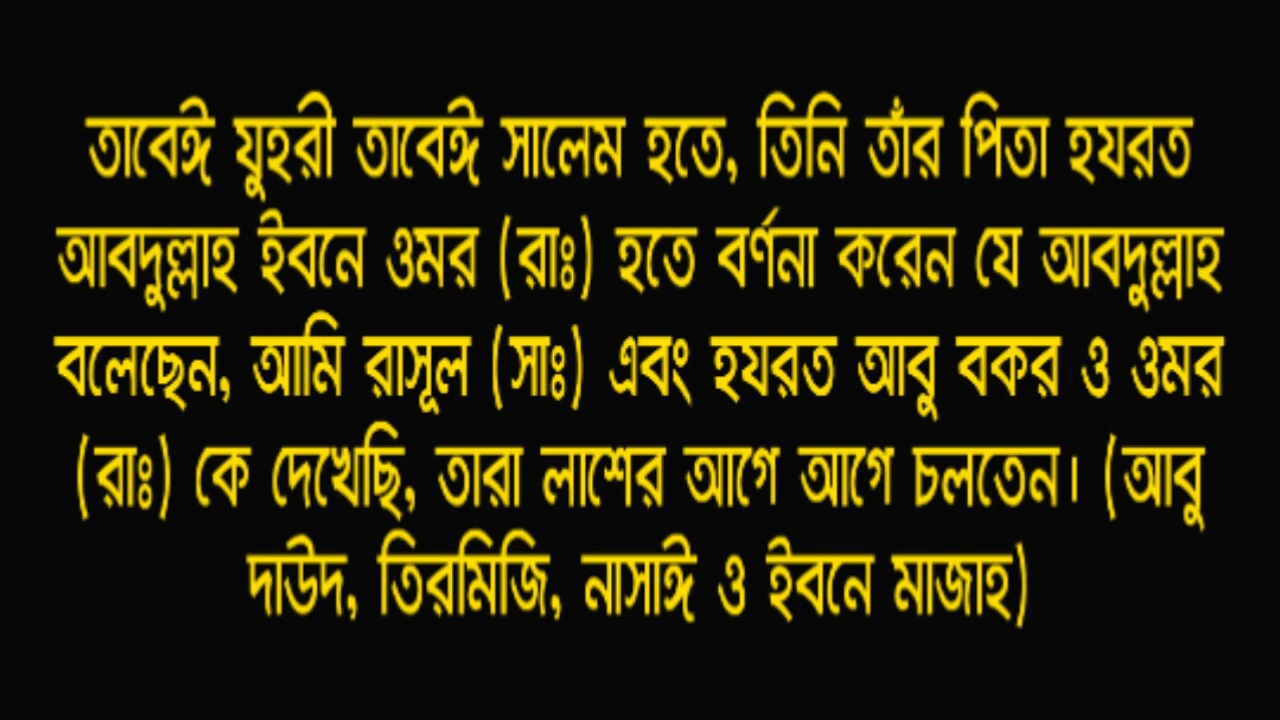 তাবেঈ যুহরী তাবেঈ সালেম হতে, তিনি তাঁর পিতা হযরত
আবদুল্লাহ ইবনে ওমর (রাঃ) হতে বর্ণনা করেন যে আবদুল্লাহ
বলেছেন, আমি রাসূল (সাঃ) এবং হযরত আবু বকর ও ওমর
(রাঃ) কে দেখেছি, তারা লাশের আগে আগে চলতেন। (আবু
দাউদ, তিরমিজি, নাসাঈ ও ইবনে মাজাহ)